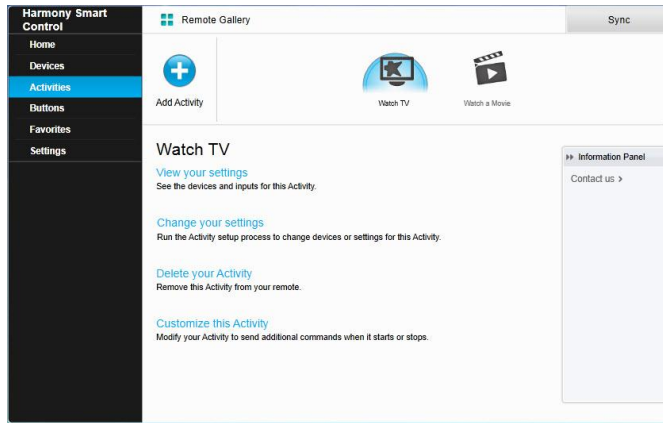 Harmony Smart
Control
Remote Gallery
Sync
Home
Devices
Activities
Buttons
Favorites
Settings
Add Activity
Watch TV
Watch a Movie
Watch TV
View your settings
See the devices and inputs for this Activity.
Change your settings
Run the Activity setup process to change devices or settings for this Activity.
Delete your Activity
Remove this Activity from your remote.
Customize this Activity
Modify your Activity to send additional commands when it starts or stops.
Information Panel
Contact us >